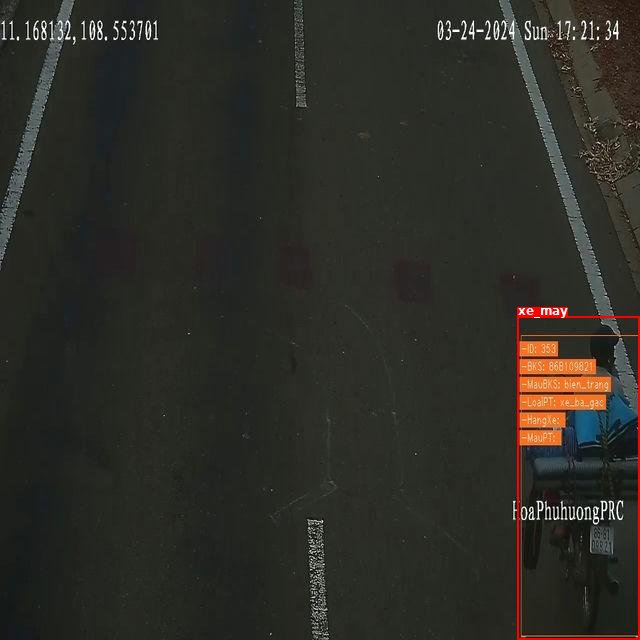 11.168132,108.553701
03-24-2024 Sun 17:21:34
xe_may
-ID: 353
-BKS: 86B109821
-MauBKS: bien_trang
-LoaiPT: xe_ba_gac
-HangXe:
-MauPT:
HoaPhuhuongPRC